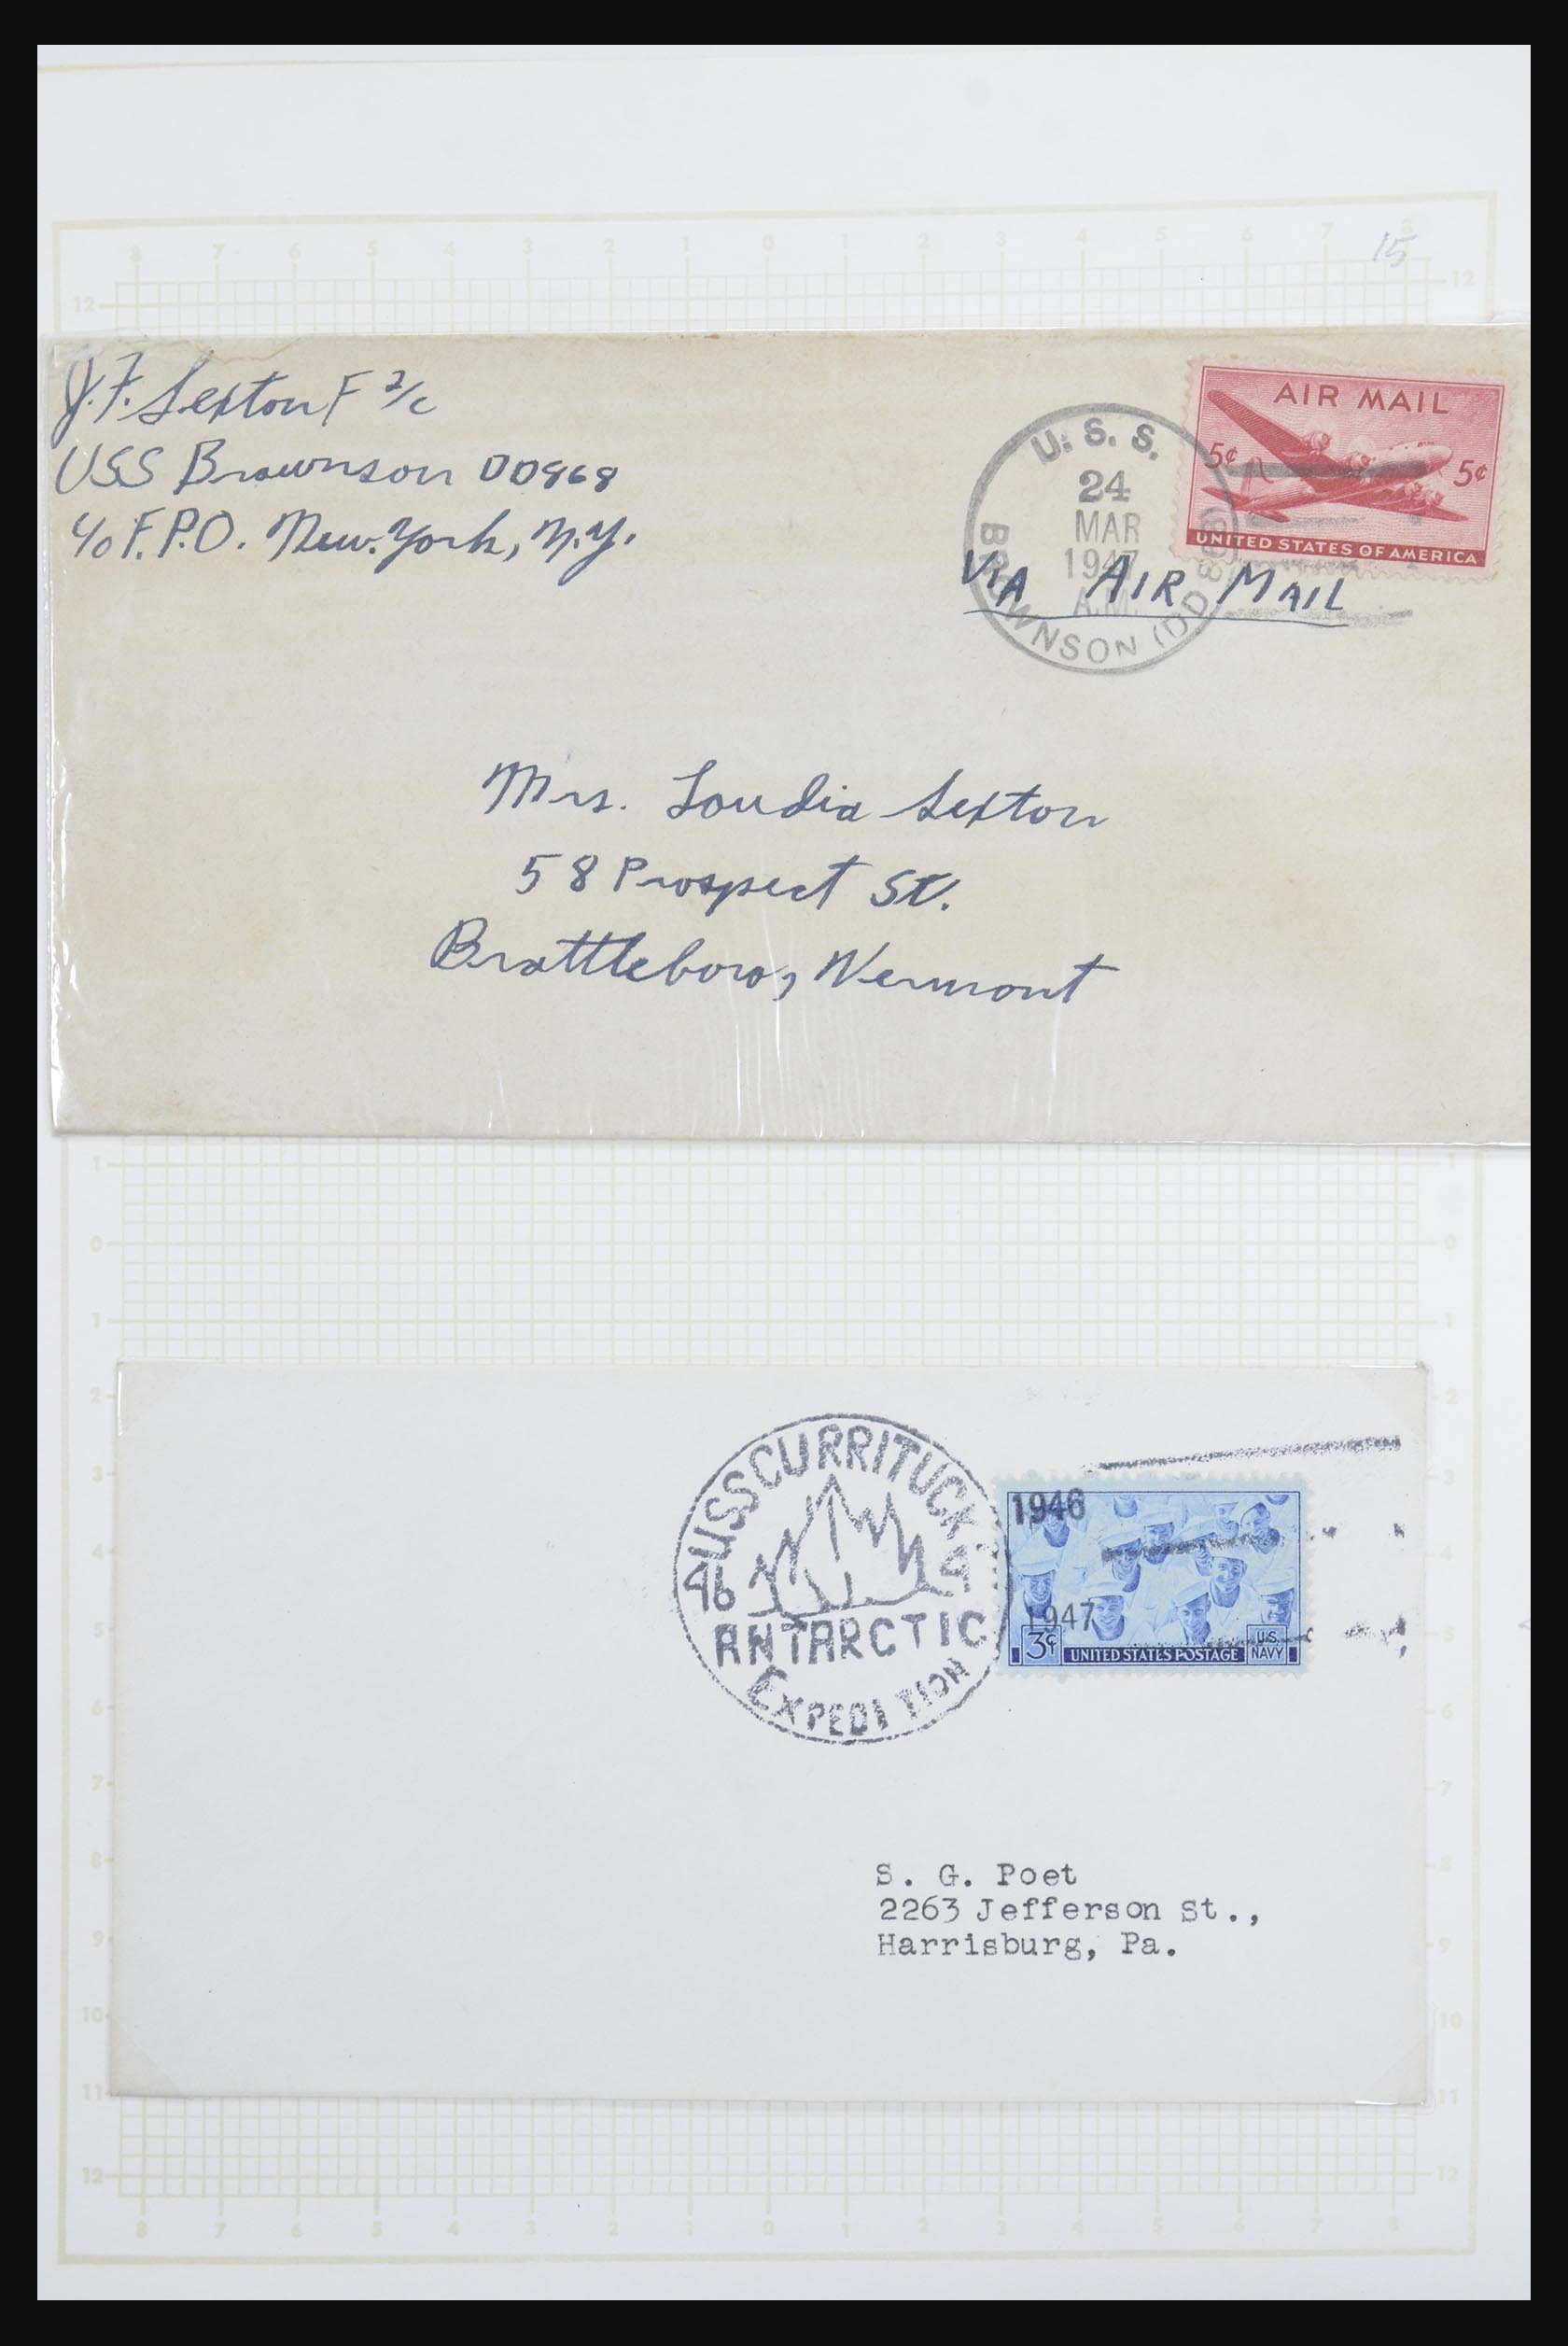 15
J.F. Sexton F 2/c
USS Brownson DD868
c/o F.P.O. New York, N.Y.
U.S.S.
24
MAR
1947
A.M.
BROWNSON (DD868)
AIR MAIL
5¢ 5¢
UNITED STATES OF AMERICA
VIA AIR MAIL
Mrs. Loudia Sexton
58 Prospect St.
Brattleboro, Vermont
USS CURRITUCK
46 47
ANTARCTIC
EXPEDITION
1946
1947
3¢ UNITED STATES POSTAGE U.S. NAVY
S. G. Poet
2263 Jefferson St.,
Harrisburg, Pa.